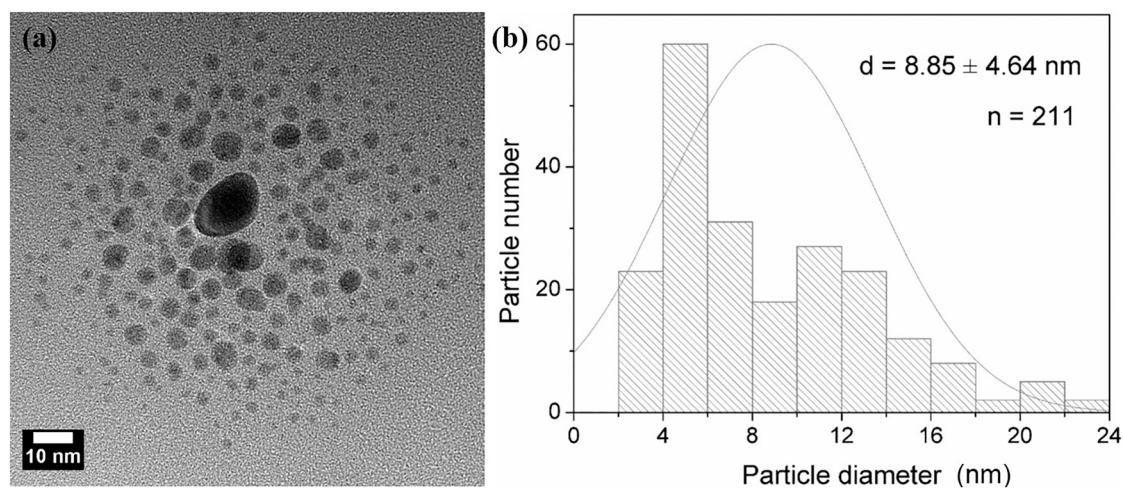 (a)
10 nm
(b)
d = 8.85 ± 4.64 nm
n = 211
Particle number
60
40
20
0
0 4 8 12 16 20 24
Particle diameter (nm)